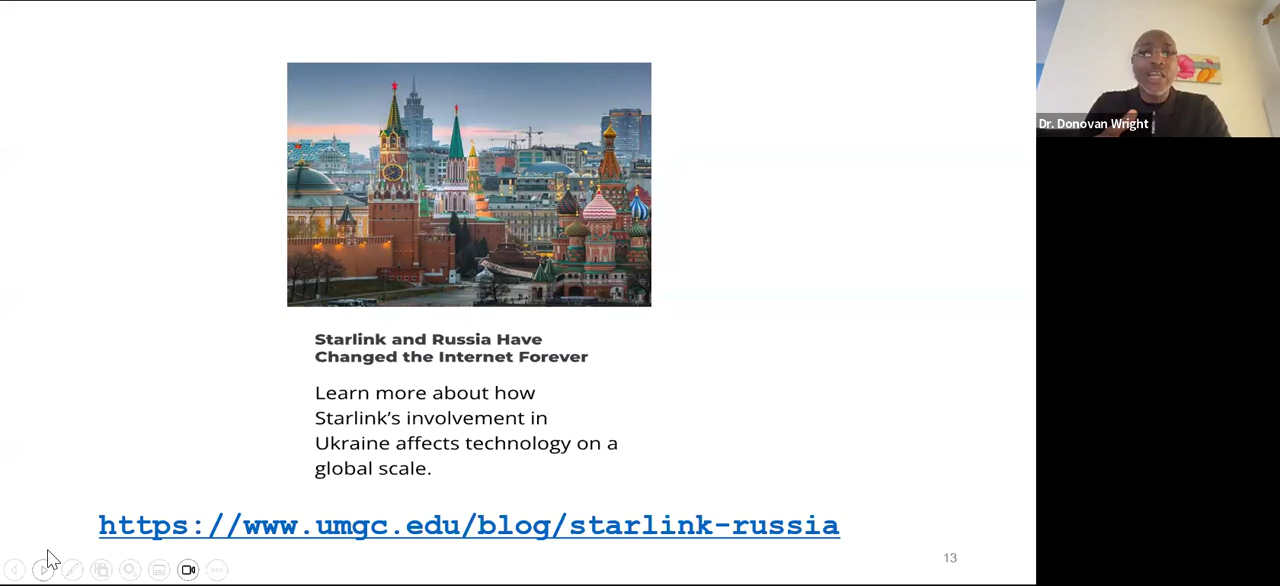 Dr. Donovan Wright
Starlink and Russia Have
Changed the Internet Forever
Learn more about how
Starlink's involvement in
Ukraine affects technology on a
global scale.
https://www.umgc.edu/blog/starlink-russia
13